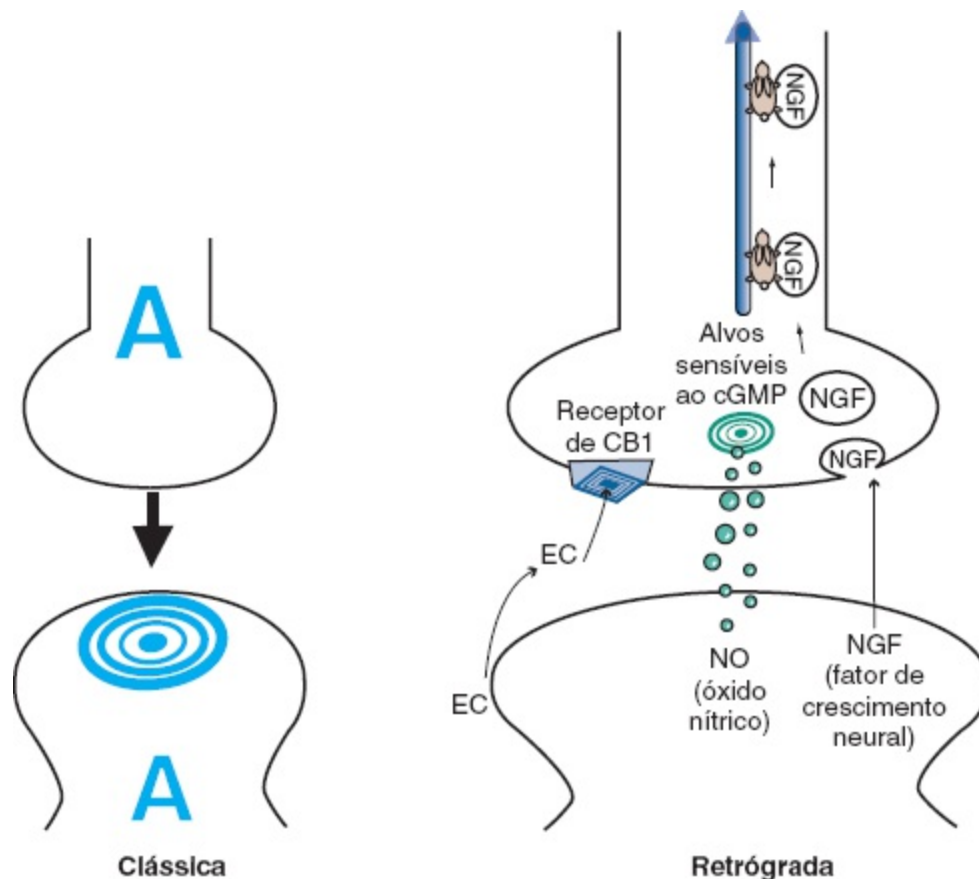 A
A
Clássica
NGF
NGF
Alvos
sensíveis
ao cGMP
NGF
Receptor
de CB1
NGF
EC
EC
NO
(óxido
nítrico)
NGF
(fator de
crescimento
neural)
Retrógrada